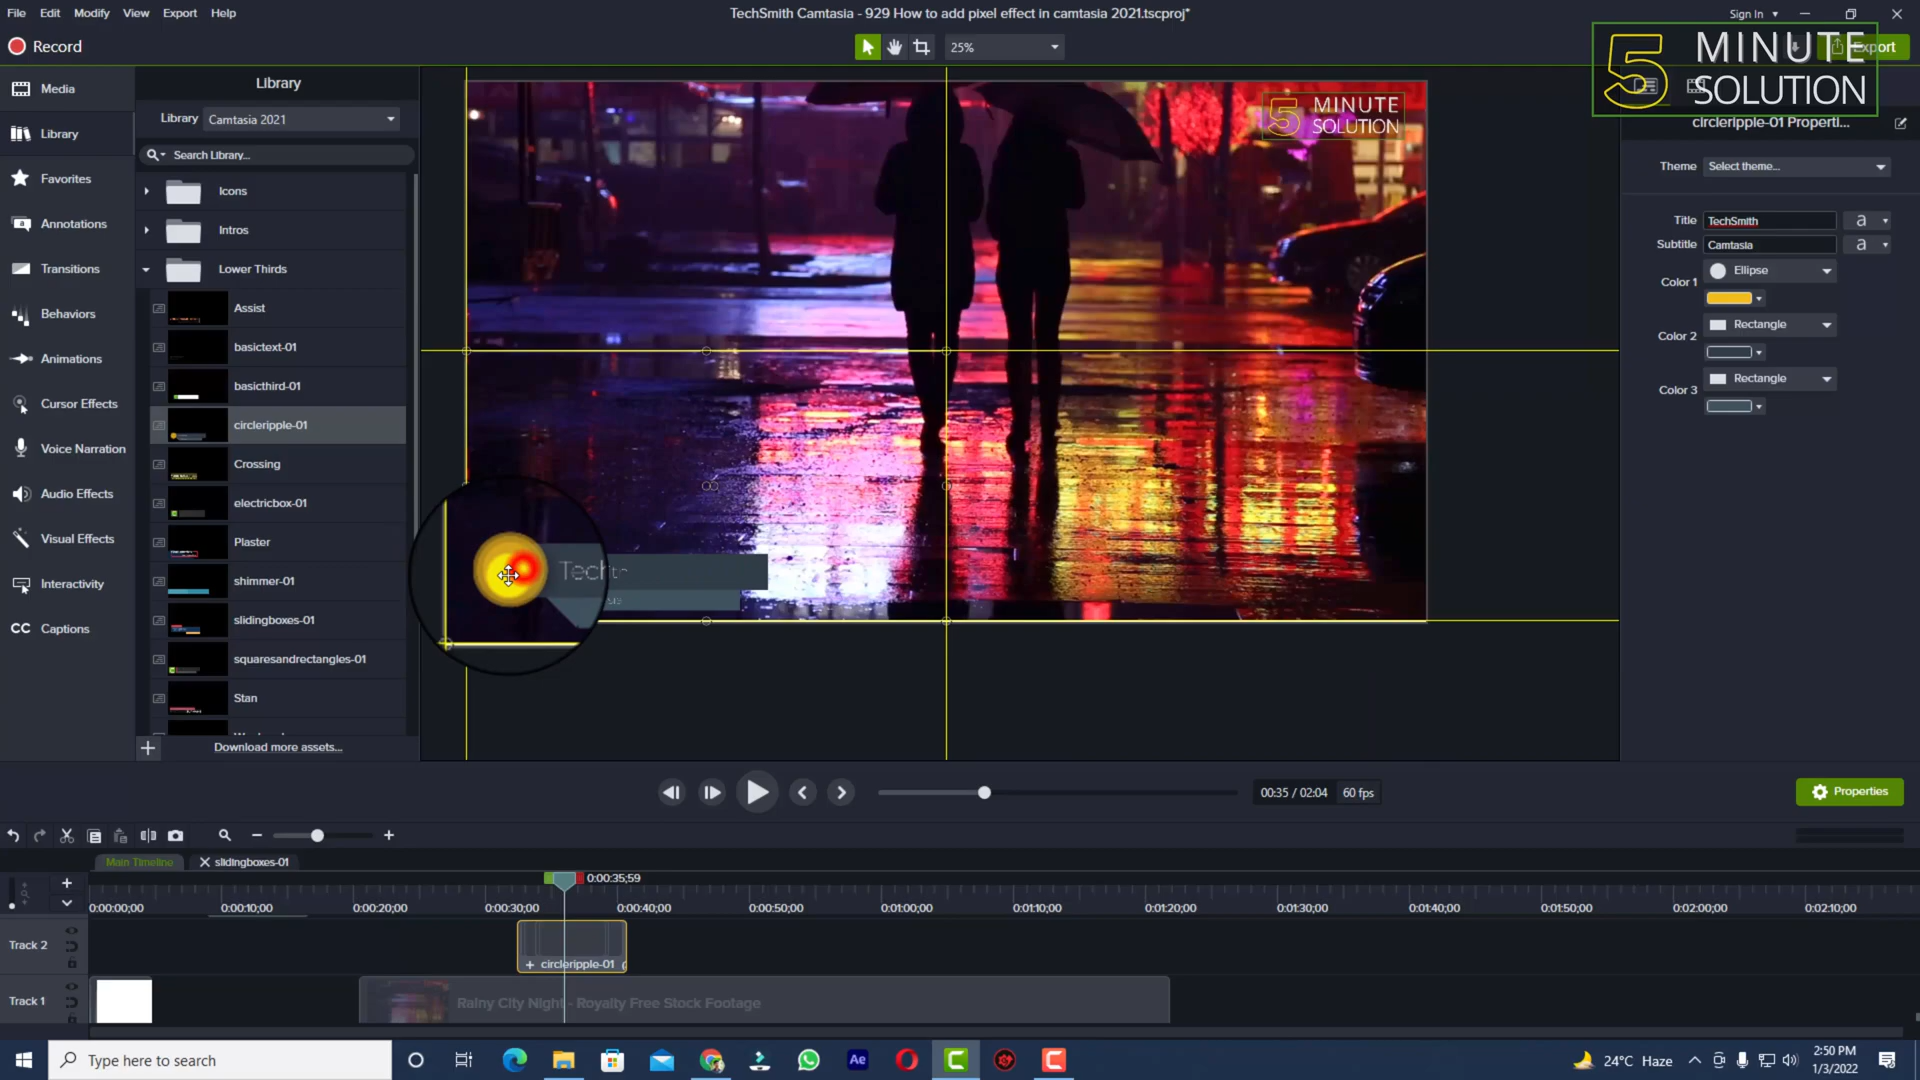 File Edit Modify View Export Help
TechSmith Camtasia - 929 How to add pixel effect in camtasia 2021.tscproj*
Sign In
Record
25%
Export
5 MINUTE SOLUTION
Media
Library
Favorites
Annotations
Transitions
Behaviors
Animations
Cursor Effects
Voice Narration
Audio Effects
Visual Effects
Interactivity
CC Captions
Library
Library Camtasia 2021
Search Library...
Icons
Intros
Lower Thirds
Assist
basictext-01
basicthird-01
circleripple-01
Crossing
electricbox-01
Plaster
shimmer-01
slidingboxes-01
squaresandrectangles-01
Stan
Download more assets...
5 MINUTE SOLUTION
Tech
circleripple-01 Properti...
Theme Select theme...
Title TechSmith a
Subtitle Camtasia a
Color 1 Ellipse
Color 2 Rectangle
Color 3 Rectangle
00:35 / 02:04 60 fps
Properties
Main Timeline slidingboxes-01
0:00:35;59
0:00:00;00 0:00:10;00 0:00:20;00 0:00:30;00 0:00:40;00 0:00:50;00 0:01:00;00 0:01:10;00 0:01:20;00 0:01:30;00 0:01:40;00 0:01:50;00 0:02:00;00 0:02:10;00
Track 2
+ circleripple-01
Track 1
Rainy City Night - Royalty Free Stock Footage
Type here to search
Ae
24°C Haze
2:50 PM
1/3/2022